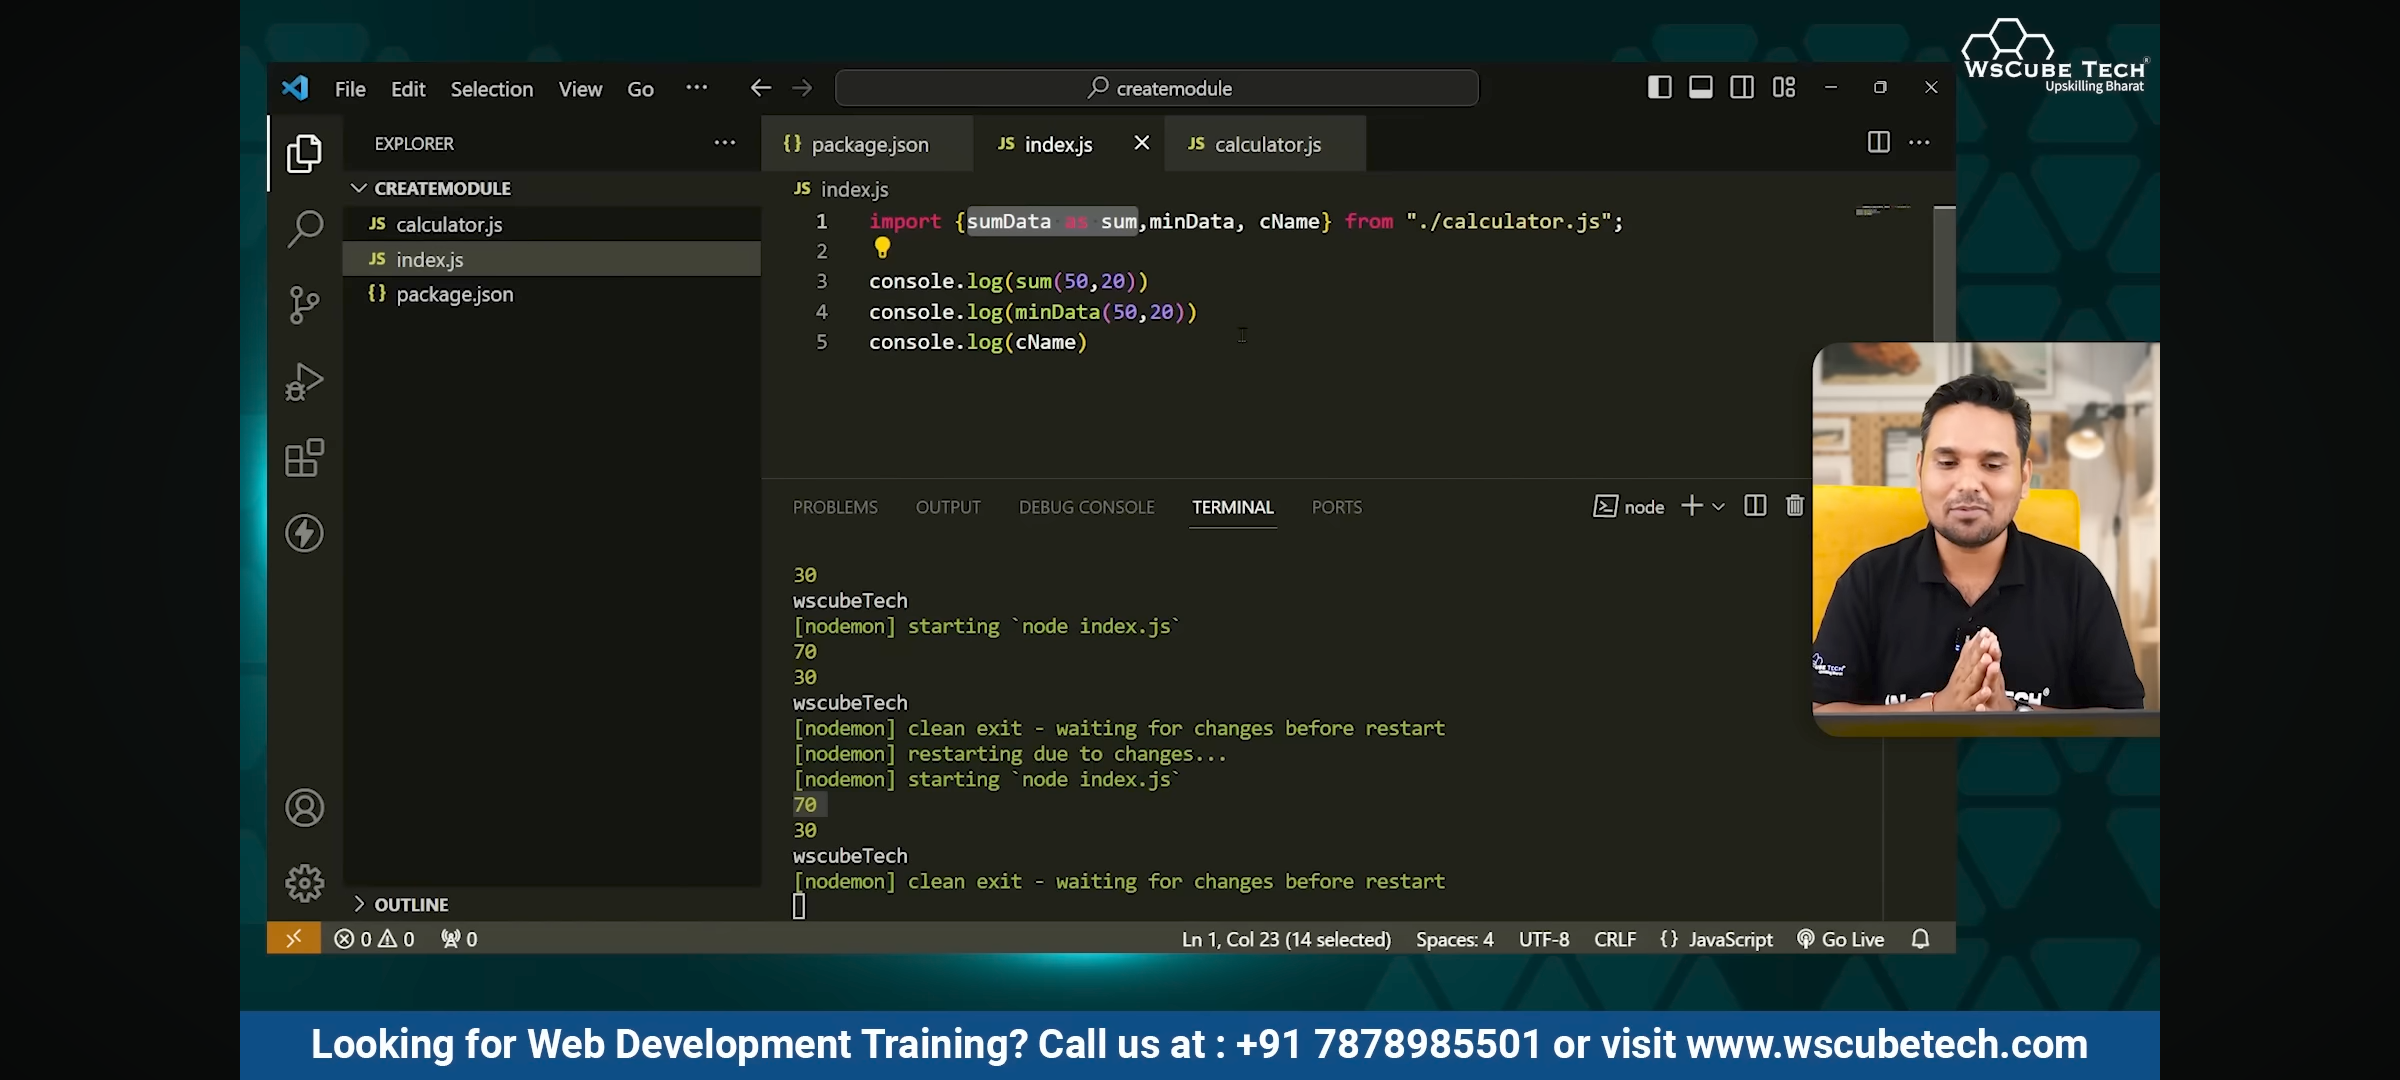 WSCUBE TECH
Upskilling Bharat
File Edit Selection View Go ··· createmodule
EXPLORER ···
CREATEMODULE
JS calculator.js
JS index.js
{} package.json
OUTLINE
{} package.json JS index.js JS calculator.js
JS index.js
1 import {sumData as sum,minData, cName} from "./calculator.js";
2
3 console.log(sum(50,20))
4 console.log(minData(50,20))
5 console.log(cName)
PROBLEMS OUTPUT DEBUG CONSOLE TERMINAL PORTS node
30
wscubeTech
[nodemon] starting `node index.js`
70
30
wscubeTech
[nodemon] clean exit - waiting for changes before restart
[nodemon] restarting due to changes...
[nodemon] starting `node index.js`
70
30
wscubeTech
[nodemon] clean exit - waiting for changes before restart
0 0 0 Ln 1, Col 23 (14 selected) Spaces: 4 UTF-8 CRLF {} JavaScript Go Live
Looking for Web Development Training? Call us at : +91 7878985501 or visit www.wscubetech.com